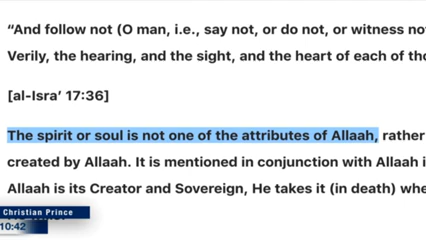 “And follow not (O man, i.e., say not, or do not, or witness no
Verily, the hearing, and the sight, and the heart of each of
[al-Isra’ 17:36]
The spirit or soul is not one of the attributes of Allaah, rather
created by Allaah. It is mentioned in conjunction with Allaah i
Allaah is its Creator and Sovereign, He takes it (in death) whe
Christian Prince
10:42